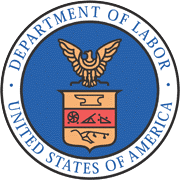 · DEPARTMENT OF LABOR ·
UNITED STATES OF AMERICA